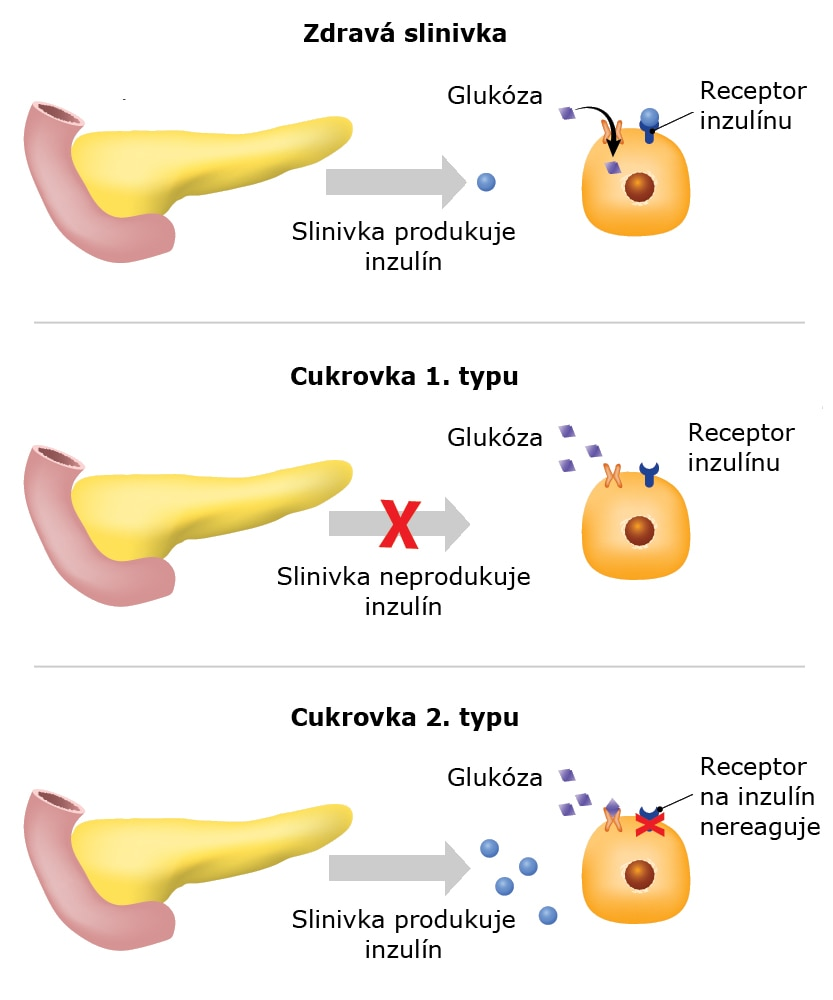 Zdravá slinivka
Glukóza
Receptor
inzulínu
Slinivka produkuje
inzulín
Cukrovka 1. typu
Glukóza
Receptor
inzulínu
Slinivka neprodukuje
inzulín
Cukrovka 2. typu
Glukóza
Receptor
na inzulín
nereaguje
Slinivka produkuje
inzulín